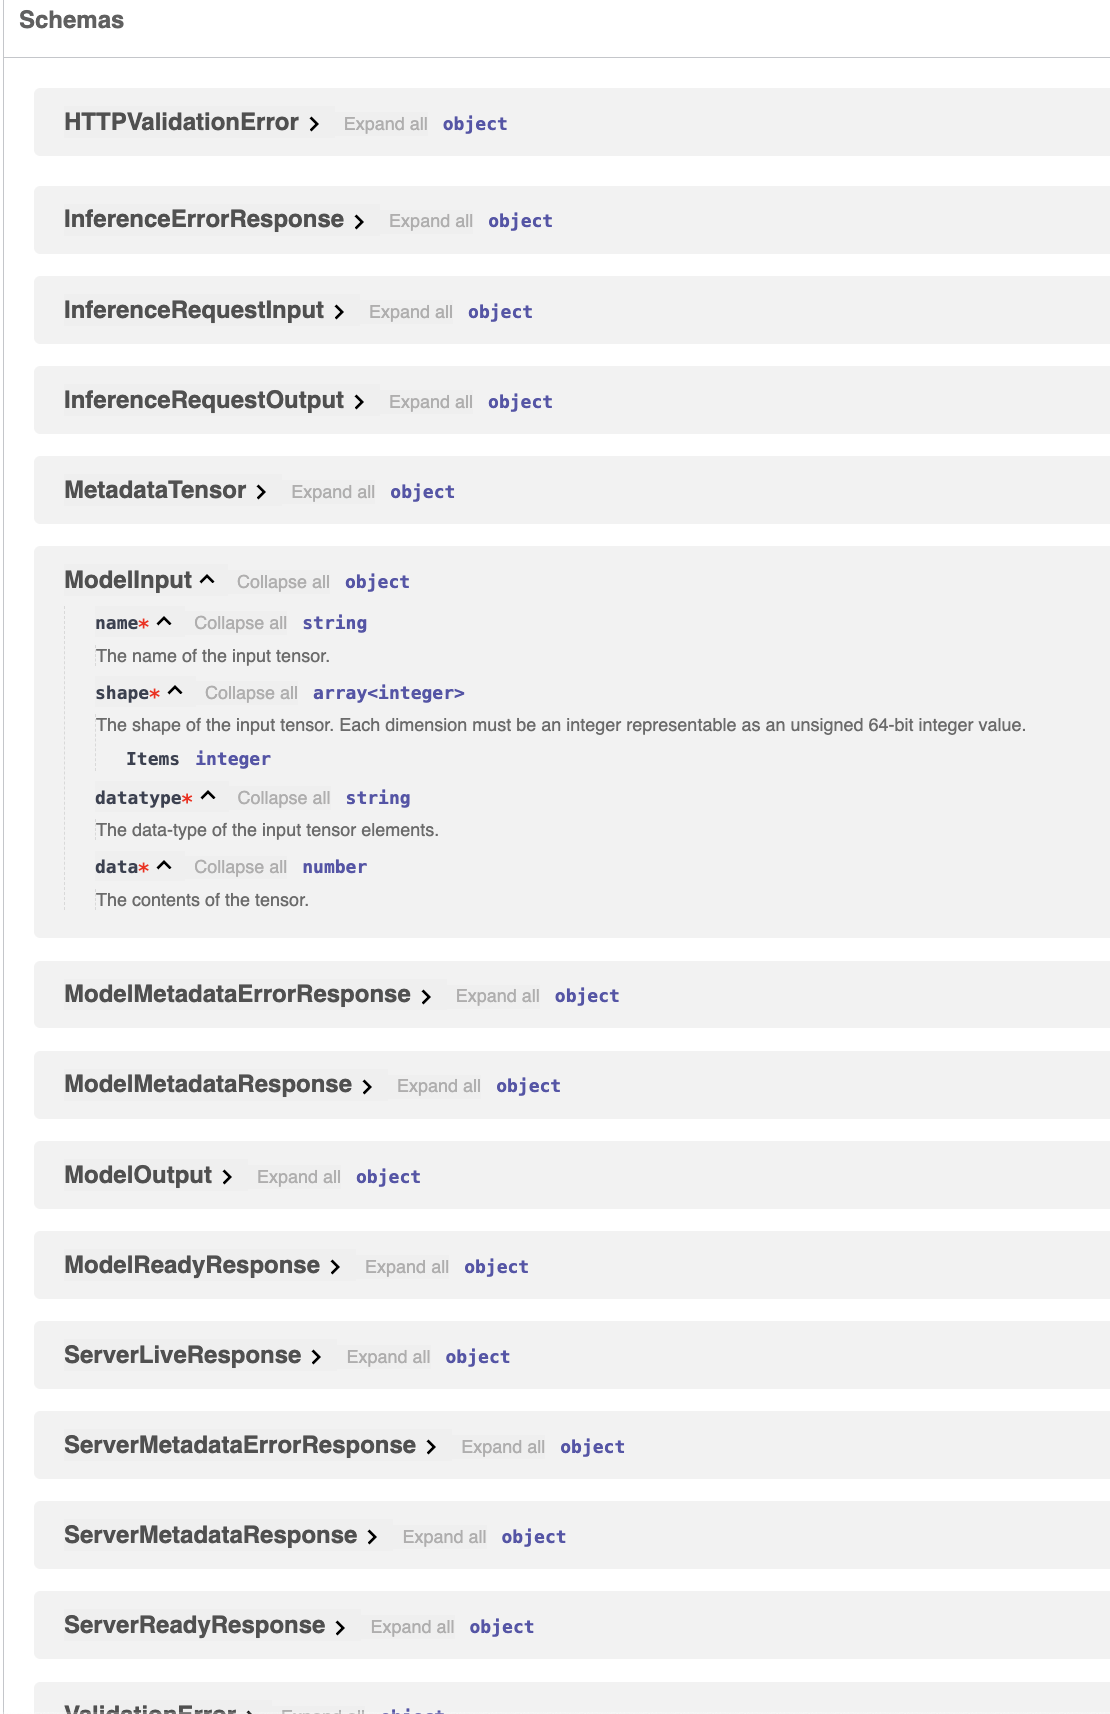 Schemas
HTTPValidationError Expand all object
InferenceErrorResponse Expand all object
InferenceRequestInput Expand all object
InferenceRequestOutput Expand all object
MetadataTensor Expand all object
ModelInput Collapse all object
name* Collapse all string
The name of the input tensor.
shape* Collapse all array<integer>
The shape of the input tensor. Each dimension must be an integer representable as an unsigned 64-bit integer value.
Items integer
datatype* Collapse all string
The data-type of the input tensor elements.
data* Collapse all number
The contents of the tensor.
ModelMetadataErrorResponse Expand all object
ModelMetadataResponse Expand all object
ModelOutput Expand all object
ModelReadyResponse Expand all object
ServerLiveResponse Expand all object
ServerMetadataErrorResponse Expand all object
ServerMetadataResponse Expand all object
ServerReadyResponse Expand all object
ValidationError Expand all object